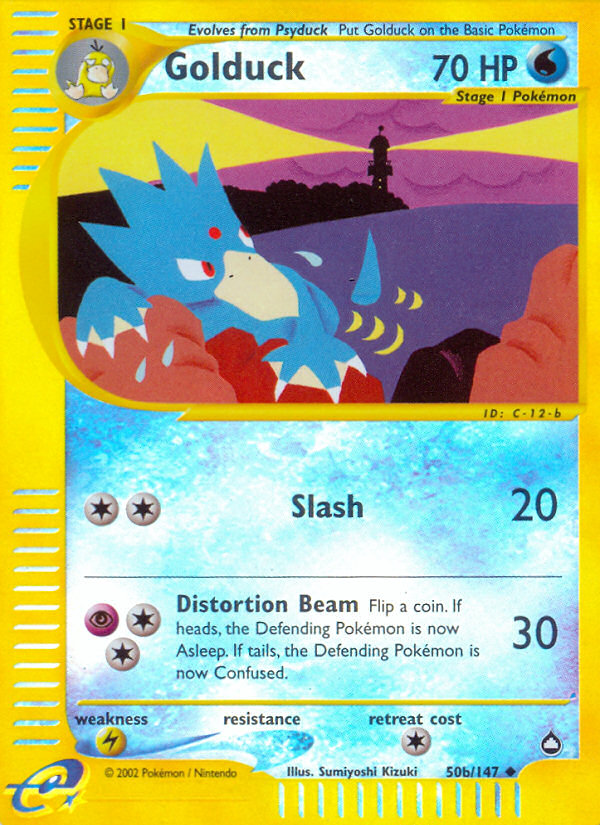 STAGE 1
Evolves from Psyduck Put Golduck on the Basic Pokémon
Golduck 70 HP
Stage 1 Pokémon
ID: C-12-b
Slash 20
Distortion Beam Flip a coin. If
heads, the Defending Pokémon is now
Asleep. If tails, the Defending Pokémon is
now Confused.
30
weakness resistance retreat cost
© 2002 Pokémon / Nintendo Illus. Sumiyoshi Kizuki 50b/147
e